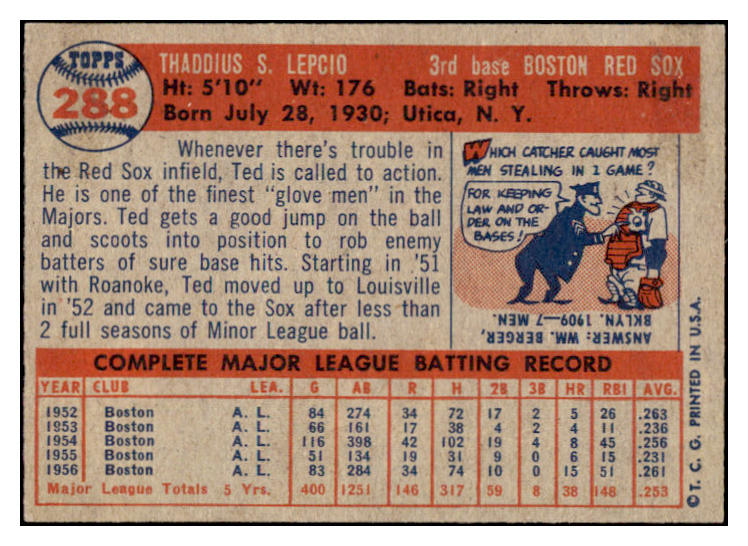 TOPPS
288
THADDIUS S. LEPCIO 3rd base BOSTON RED SOX
Ht: 5'10" Wt: 176 Bats: Right Throws: Right
Born July 28, 1930; Utica, N. Y.
Whenever there's trouble in
the Red Sox infield, Ted is called to action.
He is one of the finest "glove men" in the
Majors. Ted gets a good jump on the ball
and scoots into position to rob enemy
batters of sure base hits. Starting in '51
with Roanoke, Ted moved up to Louisville
in '52 and came to the Sox after less than
2 full seasons of Minor League ball.
WHICH CATCHER CAUGHT MOST
MEN STEALING IN 1 GAME?
FOR KEEPING
LAW AND OR-
DER ON THE
BASES!
ANSWER: WM. BERGER,
BKLYN. 1909—7 MEN.
COMPLETE MAJOR LEAGUE BATTING RECORD
YEAR CLUB LEA. G AB R H 2B 3B HR RBI AVG.
1952 Boston A. L. 84 274 34 72 17 2 5 26 .263
1953 Boston A. L. 66 161 17 38 4 2 4 11 .236
1954 Boston A. L. 116 398 42 102 19 4 8 45 .256
1955 Boston A. L. 51 134 19 31 9 0 6 15 .231
1956 Boston A. L. 83 284 34 74 10 0 15 51 .261
Major League Totals 5 Yrs. 400 1251 146 317 59 8 38 148 .253
©T. C. G. PRINTED IN U.S.A.